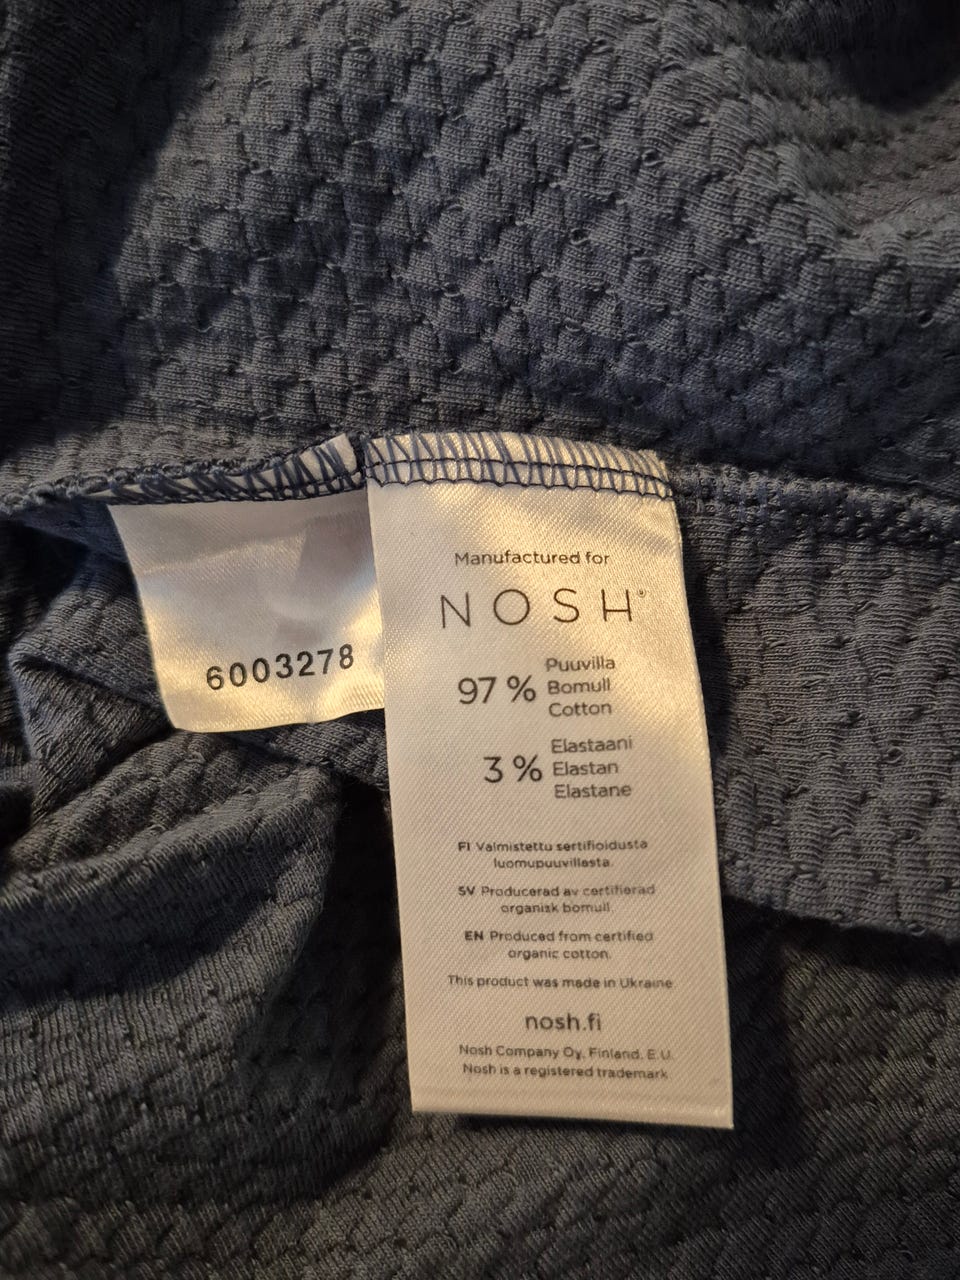 6003278
Manufactured for
NOSH®
97 % Puuvilla
Bomull
Cotton
3 % Elastaani
Elastan
Elastane
FI Valmistettu sertifioidusta
luomupuuvillasta.
SV Producerad av certifierad
organisk bomull.
EN Produced from certified
organic cotton.
This product was made in Ukraine.
nosh.fi
Nosh Company Oy, Finland, E.U.
Nosh is a registered trademark.